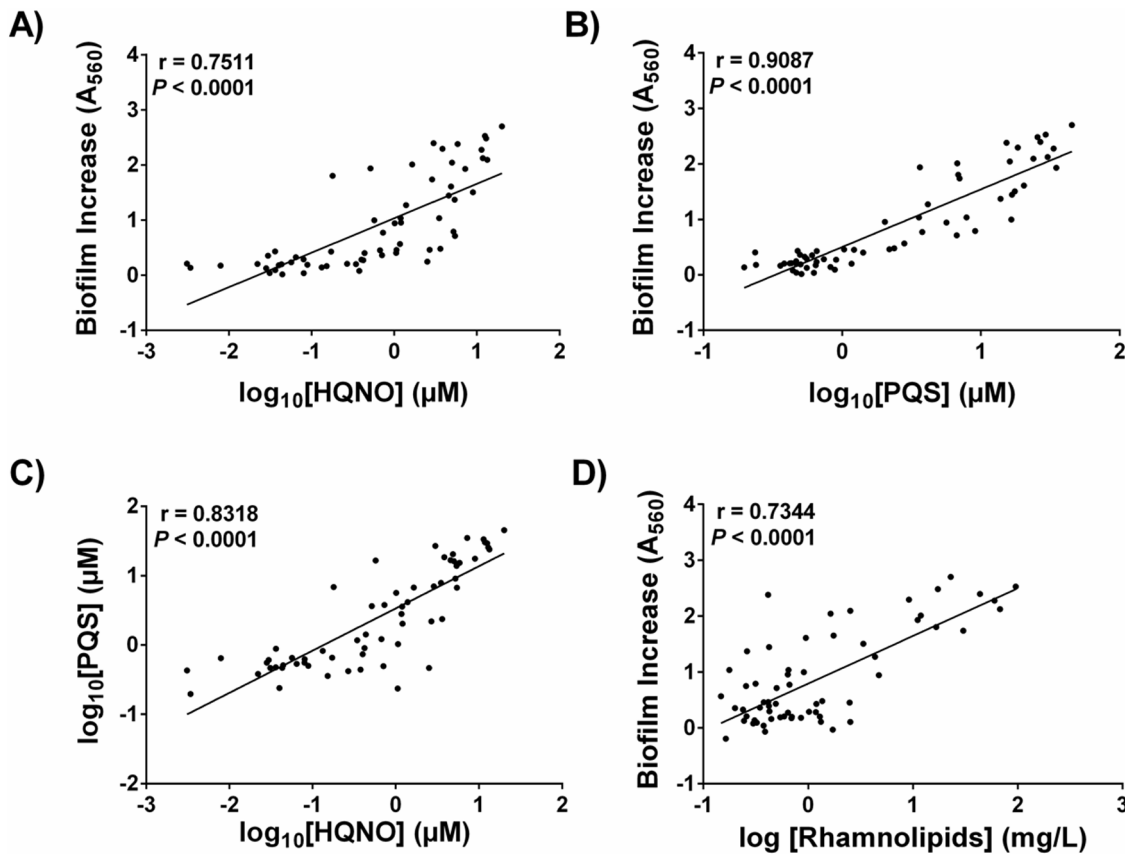 A)
r = 0.7511
P < 0.0001
Biofilm Increase (A560)
4
3
2
1
0
-1
-3
-2
-1
0
1
2
log10[HQNO] (µM)
B)
r = 0.9087
P < 0.0001
Biofilm Increase (A560)
4
3
2
1
0
-1
-1
0
1
2
log10[PQS] (µM)
C)
r = 0.8318
P < 0.0001
log10[PQS] (µM)
2
1
0
-1
-2
-3
-2
-1
0
1
2
log10[HQNO] (µM)
D)
r = 0.7344
P < 0.0001
Biofilm Increase (A560)
4
3
2
1
0
-1
-1
0
1
2
3
log [Rhamnolipids] (mg/L)